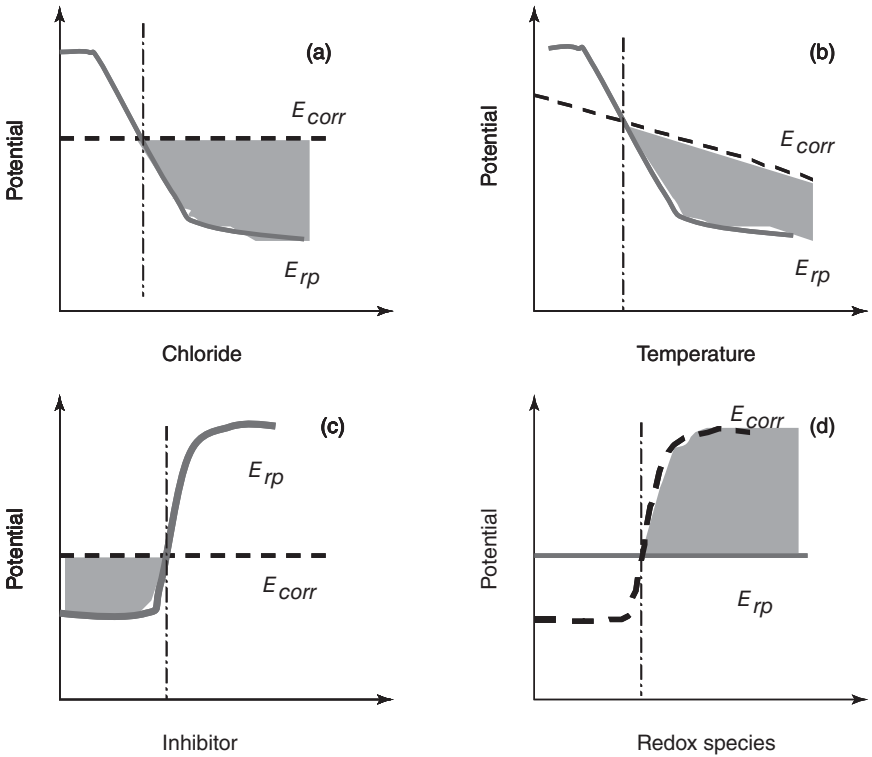 (a)
E corr
Potential
E rp
Chloride
(b)
E corr
Potential
E rp
Temperature
(c)
E rp
Potential
E corr
Inhibitor
E corr
(d)
Potential
E rp
Redox species